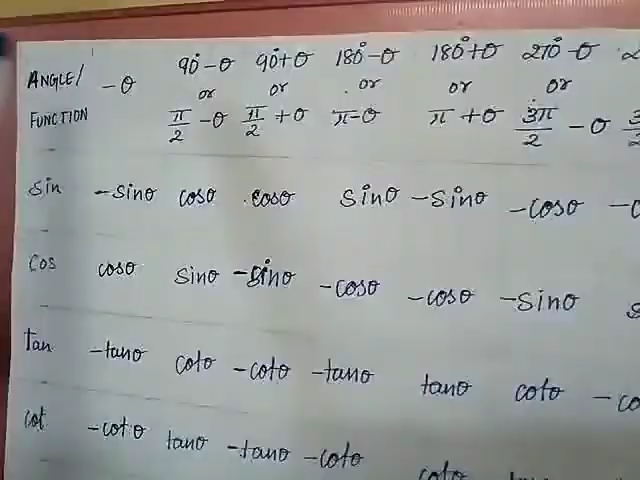 ANGLE/ FUNCTION -θ 90°-θ or π/2 -θ 90°+θ or π/2 +θ 180°-θ or π-θ 180°+θ or π+θ 270°-θ or 3π/2 -θ
sin -sinθ cosθ cosθ sinθ -sinθ -cosθ
cos cosθ sinθ -sinθ -cosθ -cosθ -sinθ
tan -tanθ cotθ -cotθ -tanθ tanθ cotθ
cot -cotθ tanθ -tanθ -cotθ cotθ